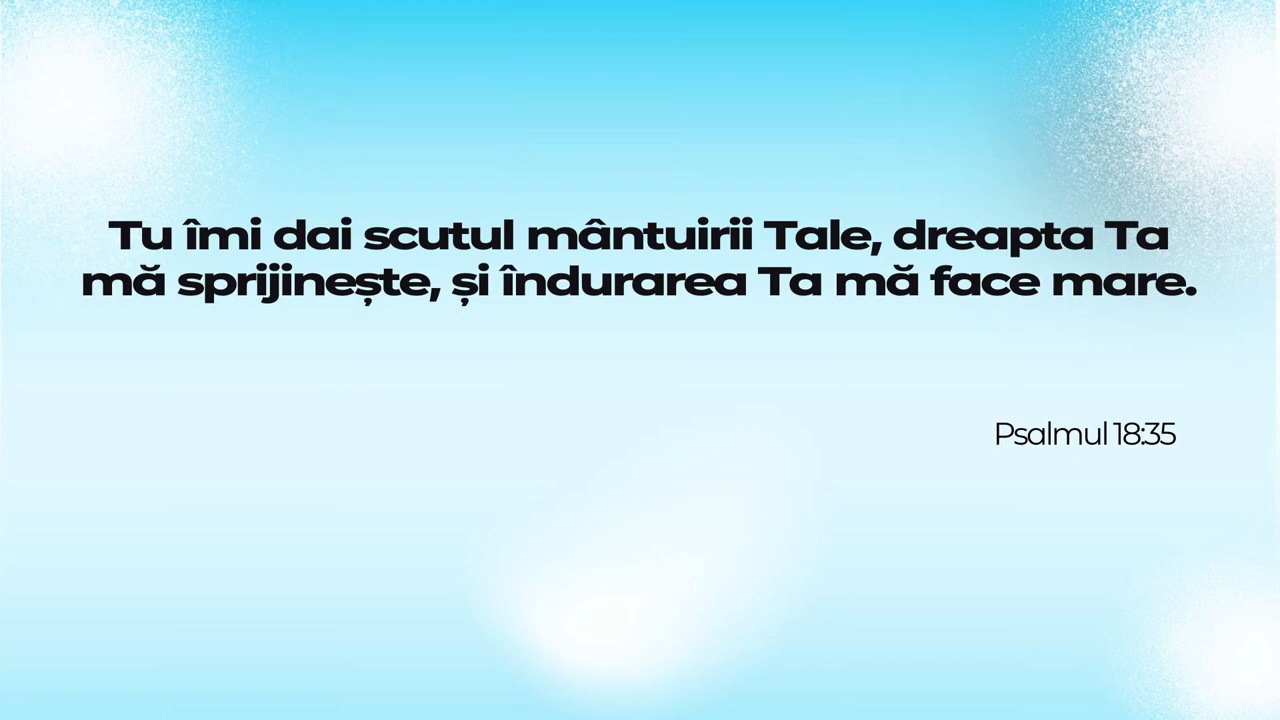 Tu îmi dai scutul mântuirii Tale, dreapta Ta
mă sprijinește, și îndurarea Ta mă face mare.
Psalmul 18:35